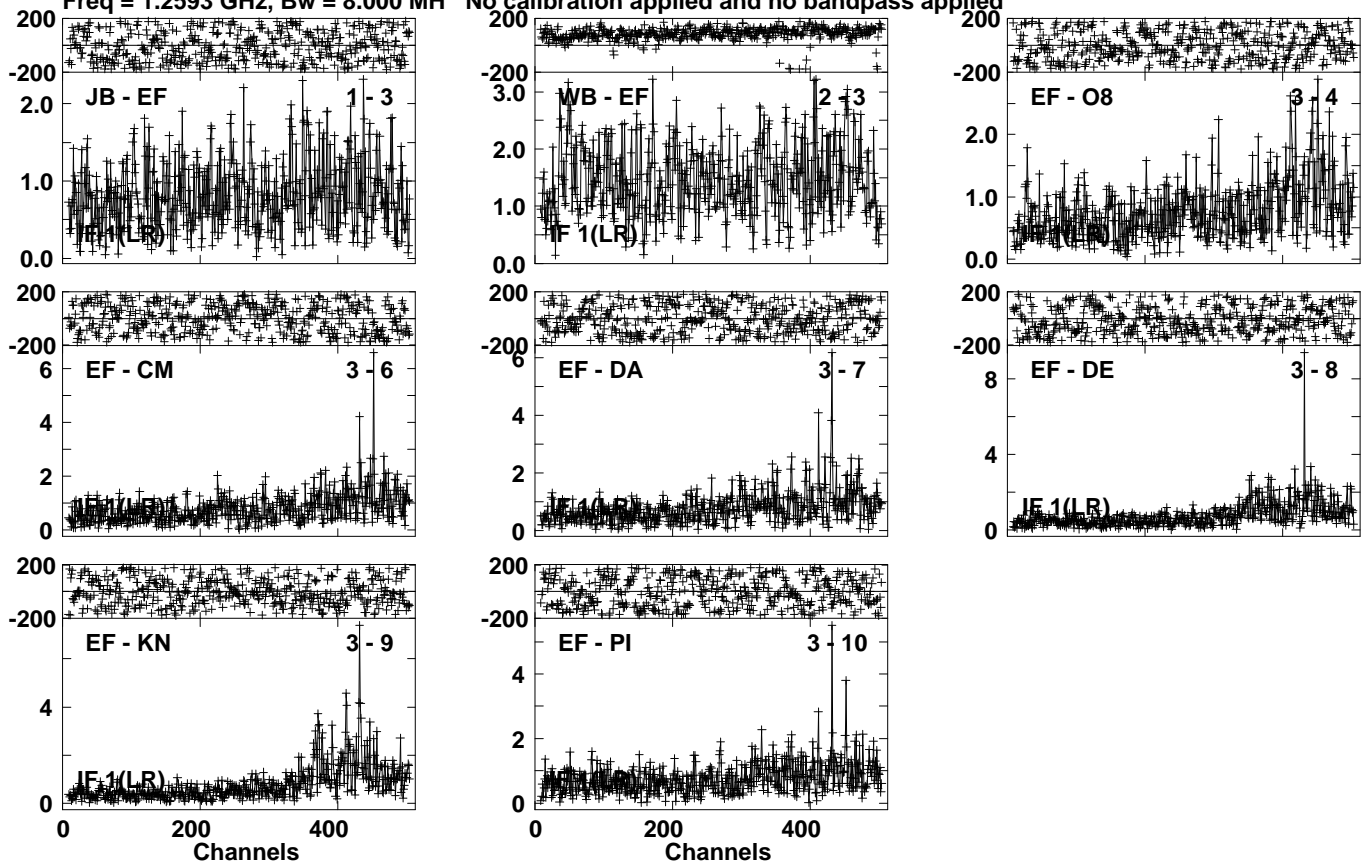 Freq = 1.2593 GHz, Bw = 8.000 MH No calibration applied and no bandpass applied
200
-200
JB - EF 1 - 3
2.0
1.0
0.0
IF 1(LR)
WB - EF 2 - 3
3.0
2.0
1.0
0.0
IF 1(LR)
200
-200
EF - O8 3 - 4
2.0
1.0
0.0
IF 1(LR)
200
-200
EF - CM 3 - 6
6
4
2
0
IF 1(LR)
200
-200
EF - DA 3 - 7
6
4
2
0
IF 1(LR)
200
-200
EF - DE 3 - 8
8
4
0
IF 1(LR)
200
-200
EF - KN 3 - 9
4
0
IF 1(LR)
0 200 400
Channels
200
-200
EF - PI 3 - 10
4
2
0
IF 1(LR)
0 200 400
Channels